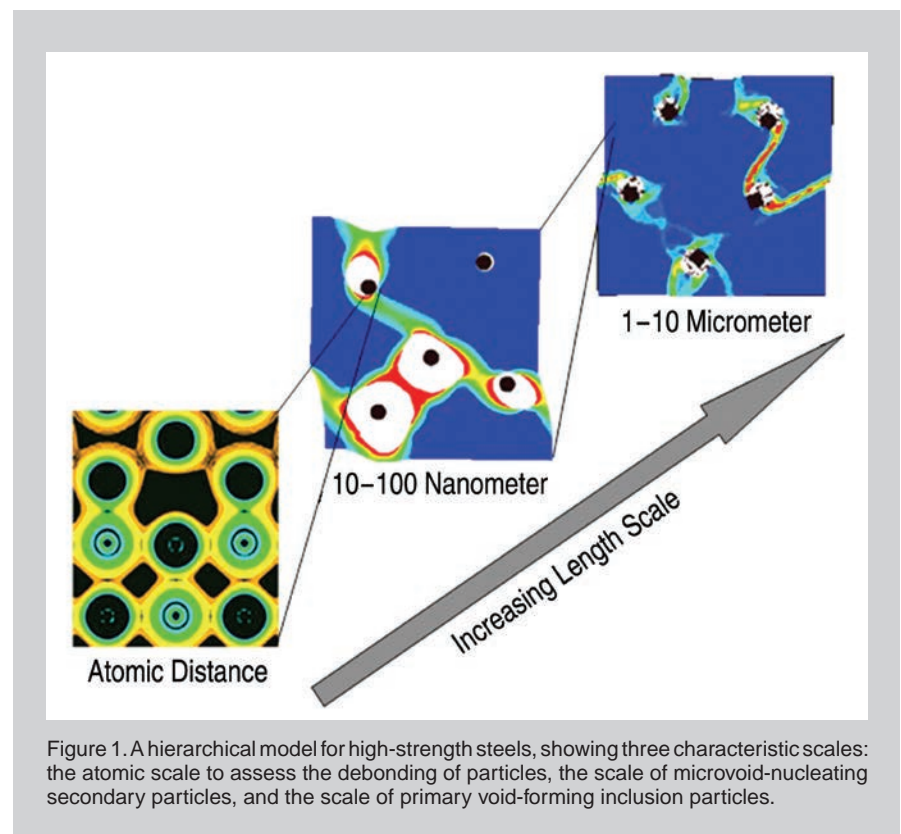 1–10 Micrometer
10–100 Nanometer
Increasing Length Scale
Atomic Distance
Figure 1. A hierarchical model for high-strength steels, showing three characteristic scales:
the atomic scale to assess the debonding of particles, the scale of microvoid-nucleating
secondary particles, and the scale of primary void-forming inclusion particles.